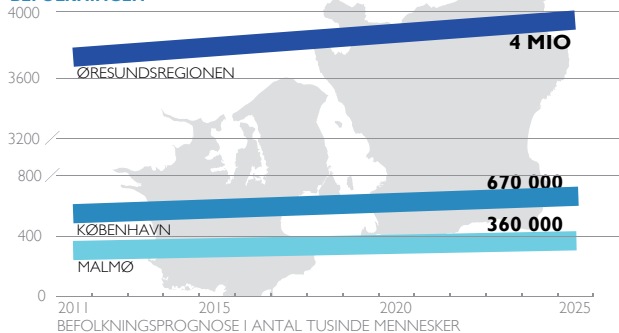 BEFOLKNINGEN
4000
4 MIO
ØRESUNDSREGIONEN
3600
3200
800
670 000
KØBENHAVN
360 000
400
MALMØ
0
2011 2015 2020 2025
BEFOLKNINGSPROGNOSE I ANTAL TUSINDE MENNESKER